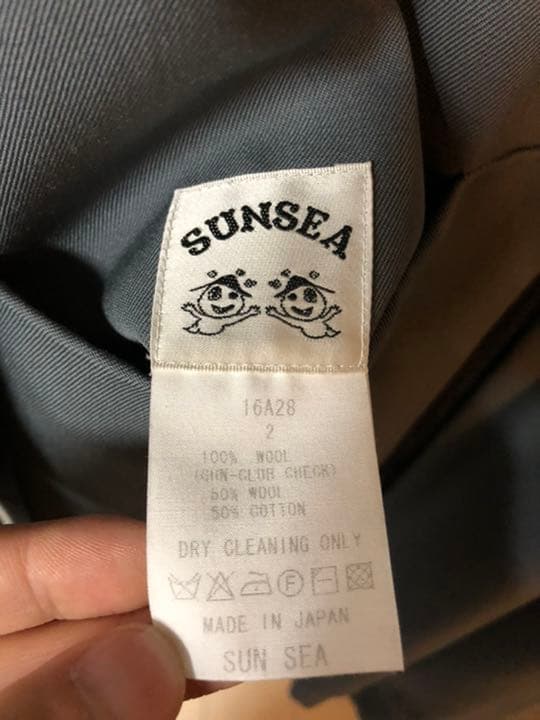 SUNSEA
16A28
2
100% WOOL
(GUN-CLUB CHECK)
50% WOOL
50% COTTON
DRY CLEANING ONLY
F
MADE IN JAPAN
SUN SEA